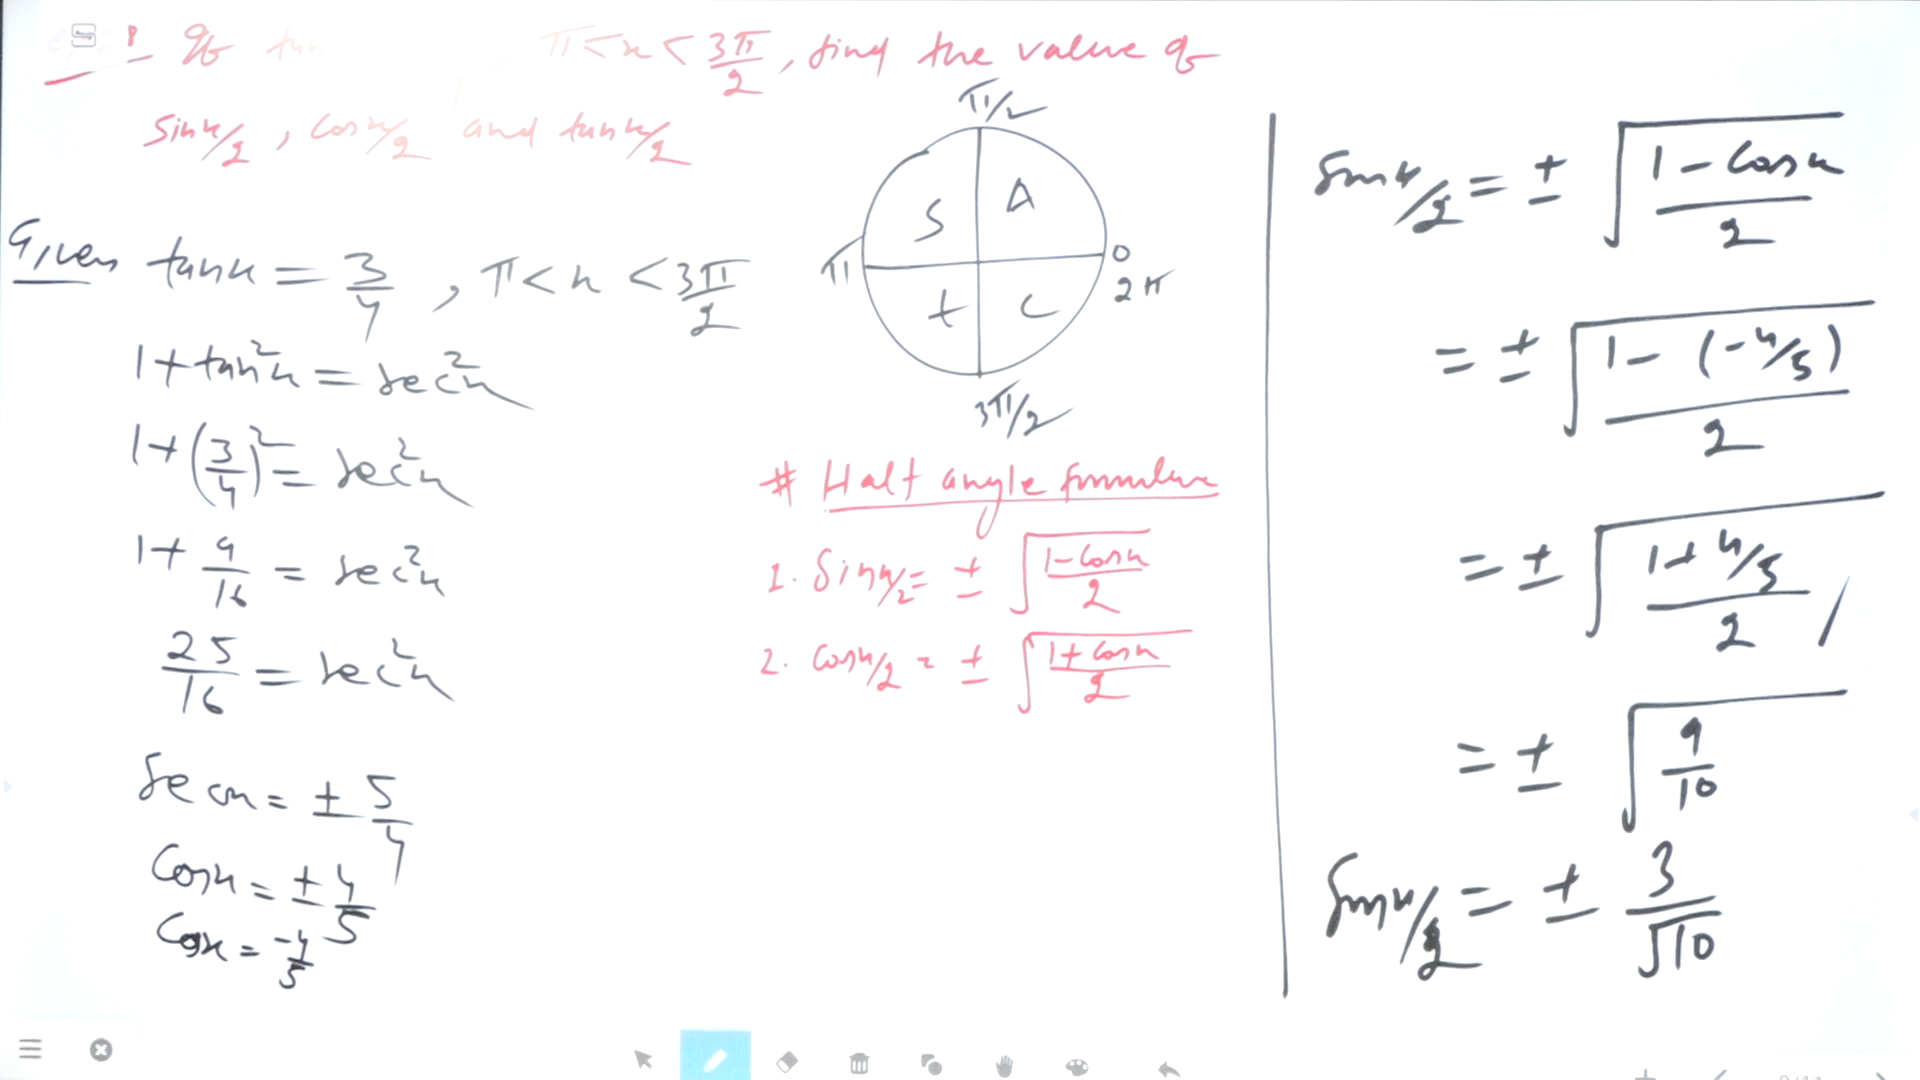 If tan π < x < 3π/2, find the value of
sin x/2, cos x/2 and tan x/2
Given tan x = 3/4, π < x < 3π/2
1 + tan²x = sec²x
1 + (3/4)² = sec²x
1 + 9/16 = sec²x
25/16 = sec²x
Sec x = ± 5/4
Cos x = ± 4/5
Cos x = -4/5
π/2
S A
π 0
2π
t C
3π/2
# Half angle formulae
1. Sin x/2 = ± √((1 - Cos x)/2)
2. Cos x/2 = ± √((1 + Cos x)/2)
Sin x/2 = ± √((1 - Cos x)/2)
= ± √((1 - (-4/5))/2)
= ± √((1 + 4/5)/2)
= ± √(9/10)
Sin x/2 = ± 3/√10